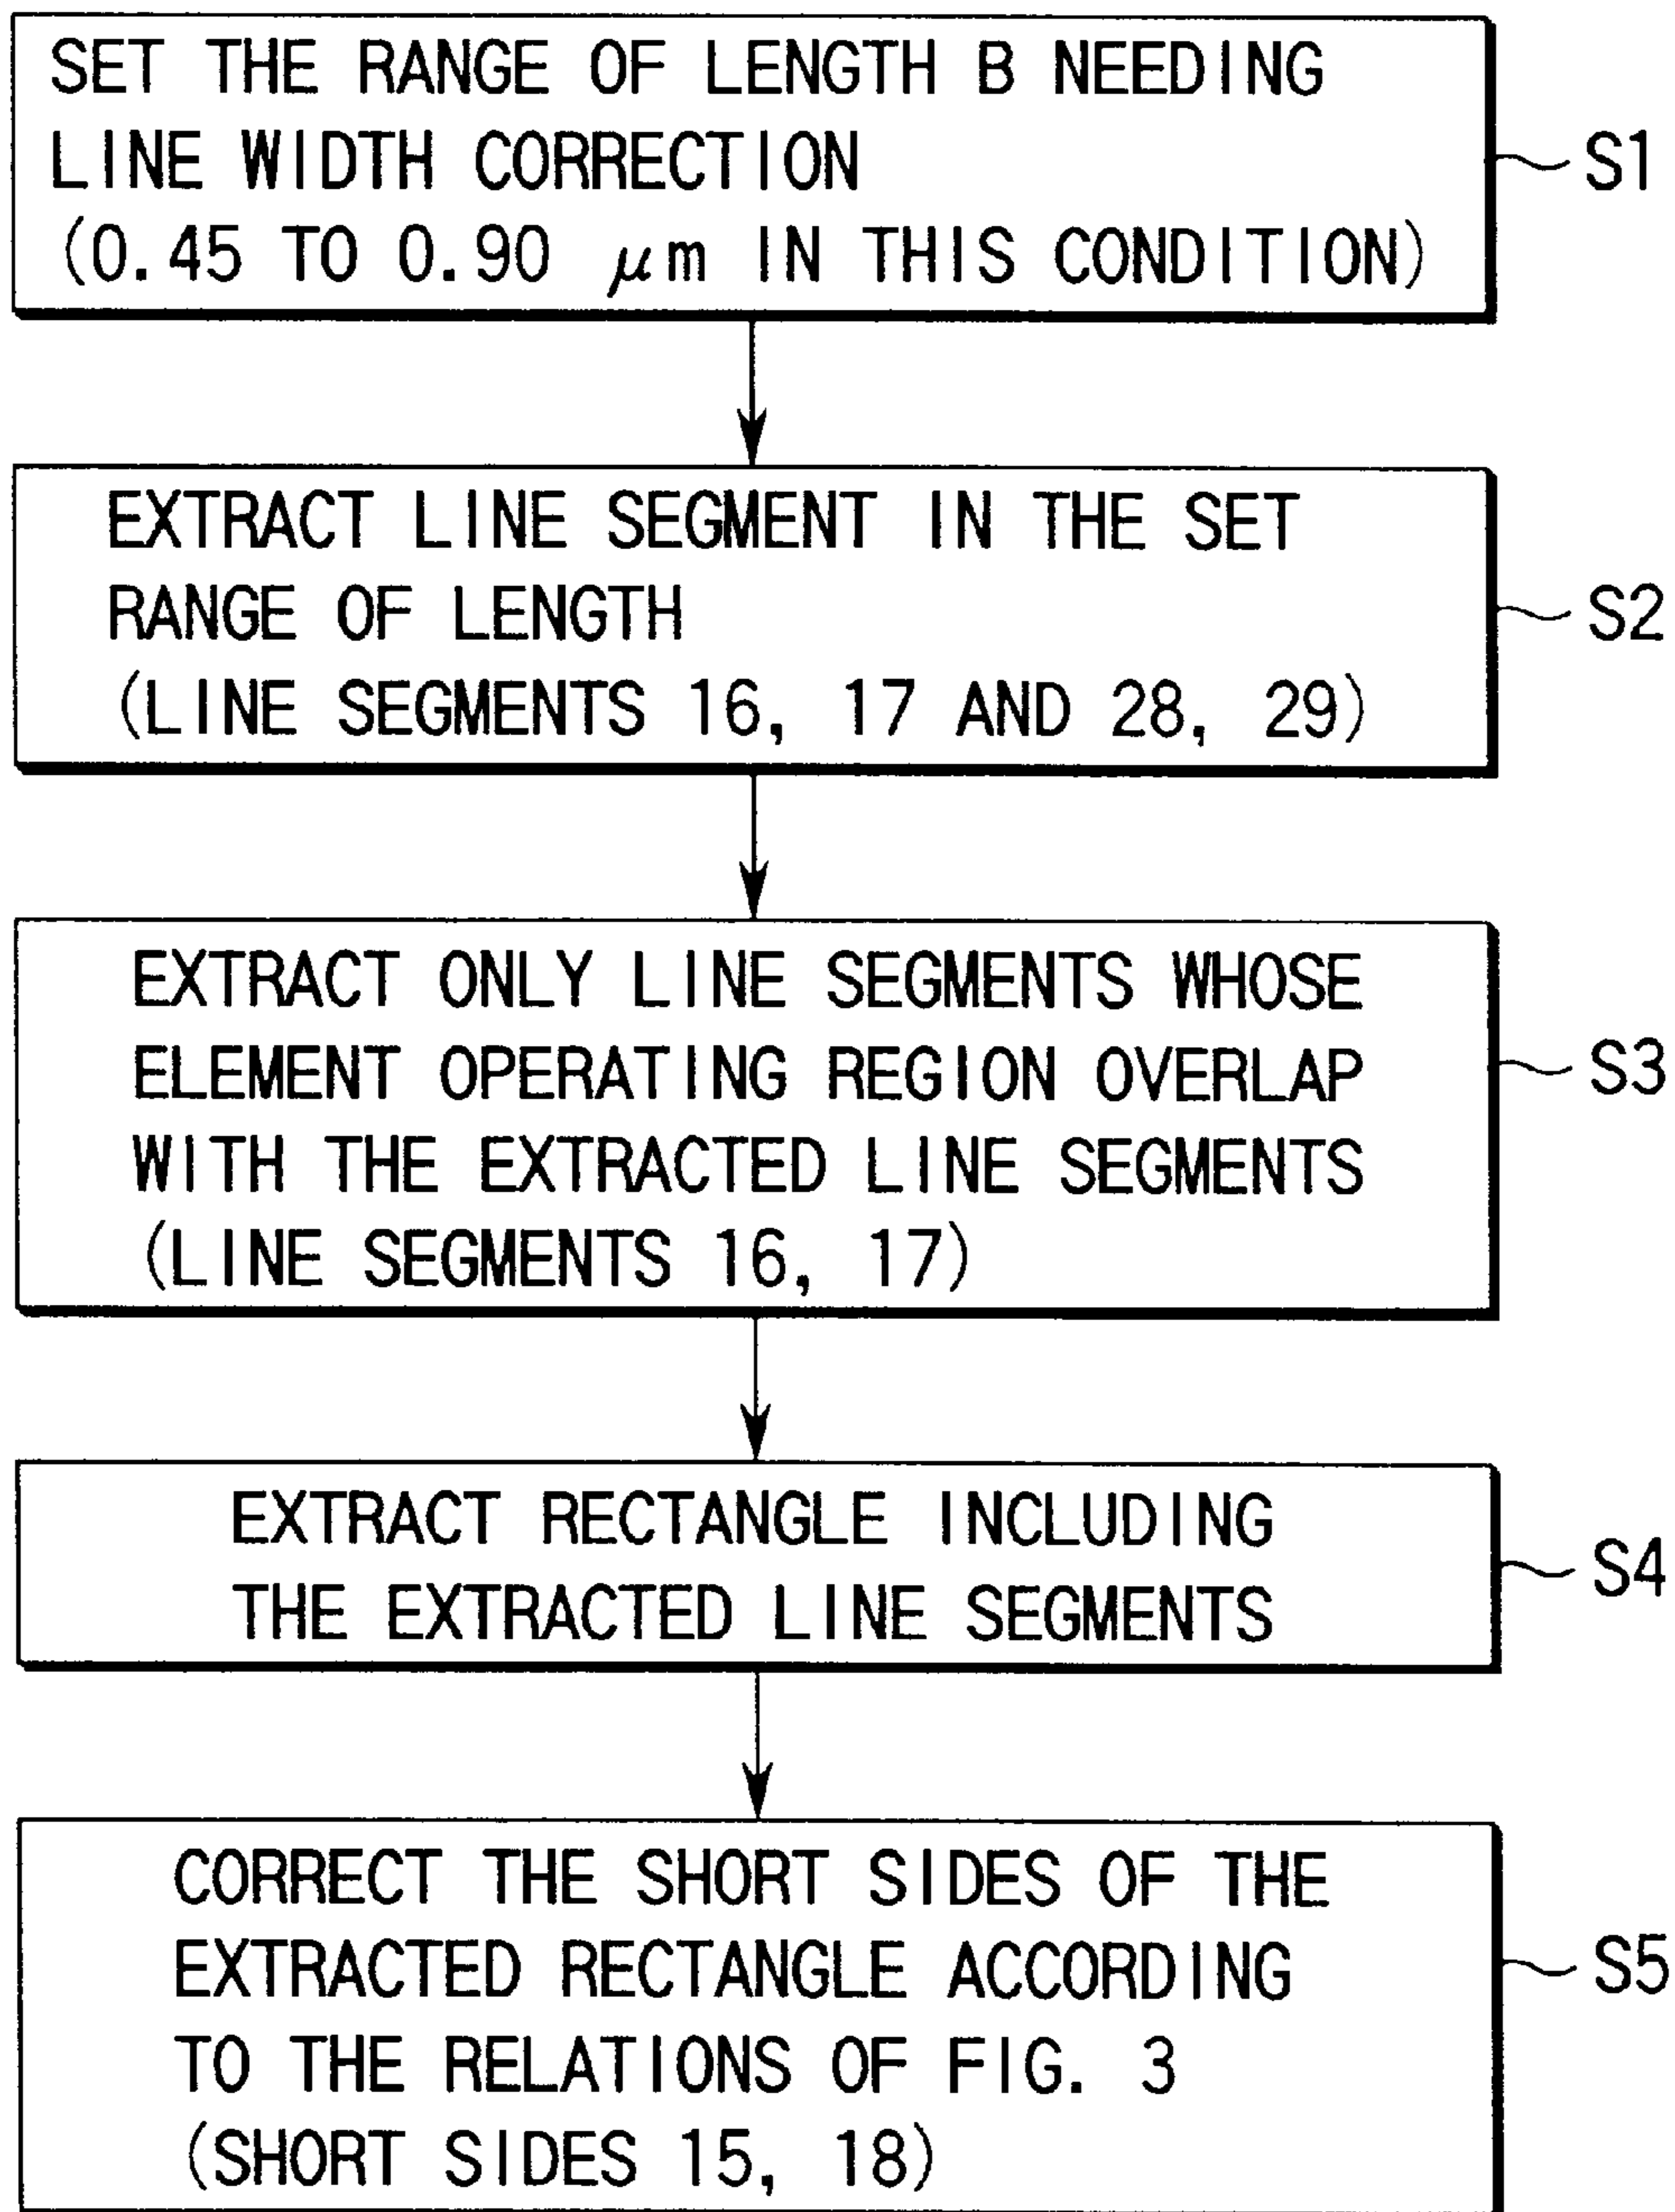 SET THE RANGE OF LENGTH B NEEDING
LINE WIDTH CORRECTION
(0.45 TO 0.90 μm IN THIS CONDITION)
S1
EXTRACT LINE SEGMENT IN THE SET
RANGE OF LENGTH
(LINE SEGMENTS 16, 17 AND 28, 29)
S2
EXTRACT ONLY LINE SEGMENTS WHOSE
ELEMENT OPERATING REGION OVERLAP
WITH THE EXTRACTED LINE SEGMENTS
(LINE SEGMENTS 16, 17)
S3
EXTRACT RECTANGLE INCLUDING
THE EXTRACTED LINE SEGMENTS
S4
CORRECT THE SHORT SIDES OF THE
EXTRACTED RECTANGLE ACCORDING
TO THE RELATIONS OF FIG. 3
(SHORT SIDES 15, 18)
S5